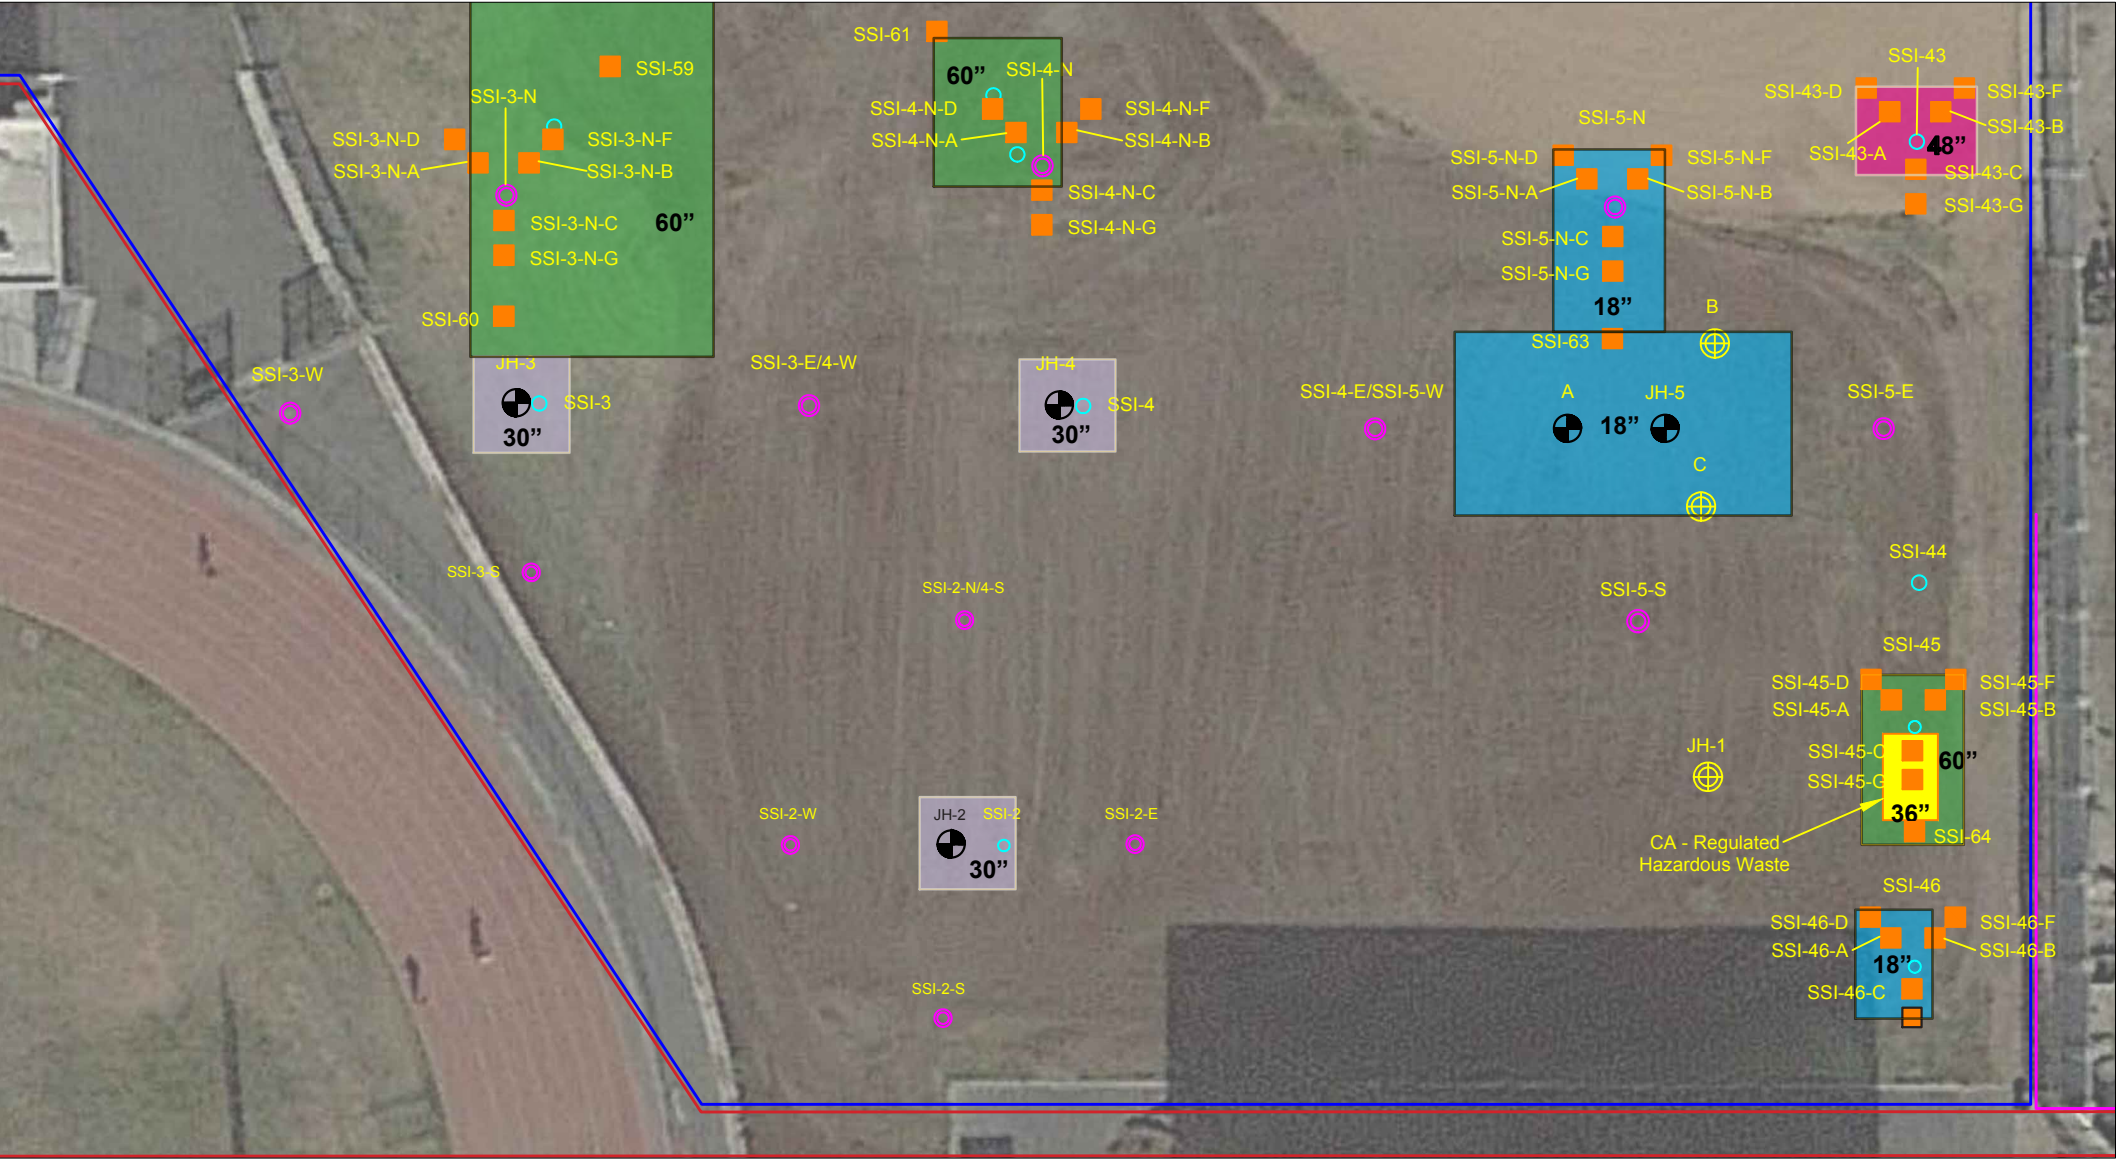 SSI-61
SSI-59
60”
SSI-4-N
SSI-43
SSI-3-N
SSI-43-D
SSI-43-F
SSI-4-N-D
SSI-4-N-F
SSI-5-N
SSI-43-B
SSI-3-N-D
SSI-3-N-F
SSI-4-N-A
SSI-4-N-B
48”
SSI-43-A
SSI-3-N-A
SSI-3-N-B
SSI-5-N-D
SSI-5-N-F
SSI-43-C
SSI-4-N-C
SSI-5-N-A
SSI-5-N-B
SSI-43-G
SSI-3-N-C
60”
SSI-4-N-G
SSI-5-N-C
SSI-3-N-G
SSI-5-N-G
18”
B
SSI-60
SSI-63
JH-3
SSI-3-E/4-W
JH-4
SSI-3-W
SSI-4-E/SSI-5-W
A
JH-5
SSI-5-E
SSI-3
SSI-4
18”
30”
30”
C
SSI-44
SSI-3-S
SSI-2-N/4-S
SSI-5-S
SSI-45
SSI-45-D
SSI-45-F
SSI-45-A
SSI-45-B
JH-1
SSI-45-C
60”
SSI-45-G
SSI-2-W
JH-2
SSI-2
SSI-2-E
36”
CA - Regulated
Hazardous Waste
SSI-64
30”
SSI-46
SSI-46-D
SSI-46-F
SSI-46-A
SSI-46-B
18”
SSI-2-S
SSI-46-C